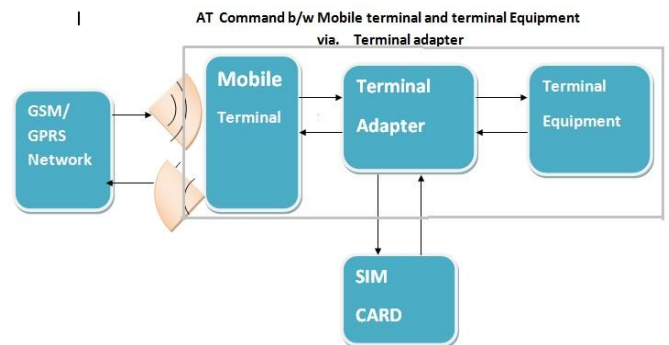 AT Command b/w Mobile terminal and terminal Equipment
via. Terminal adapter
GSM/
GPRS
Network
Mobile
Terminal
Terminal
Adapter
Terminal
Equipment
SIM
CARD